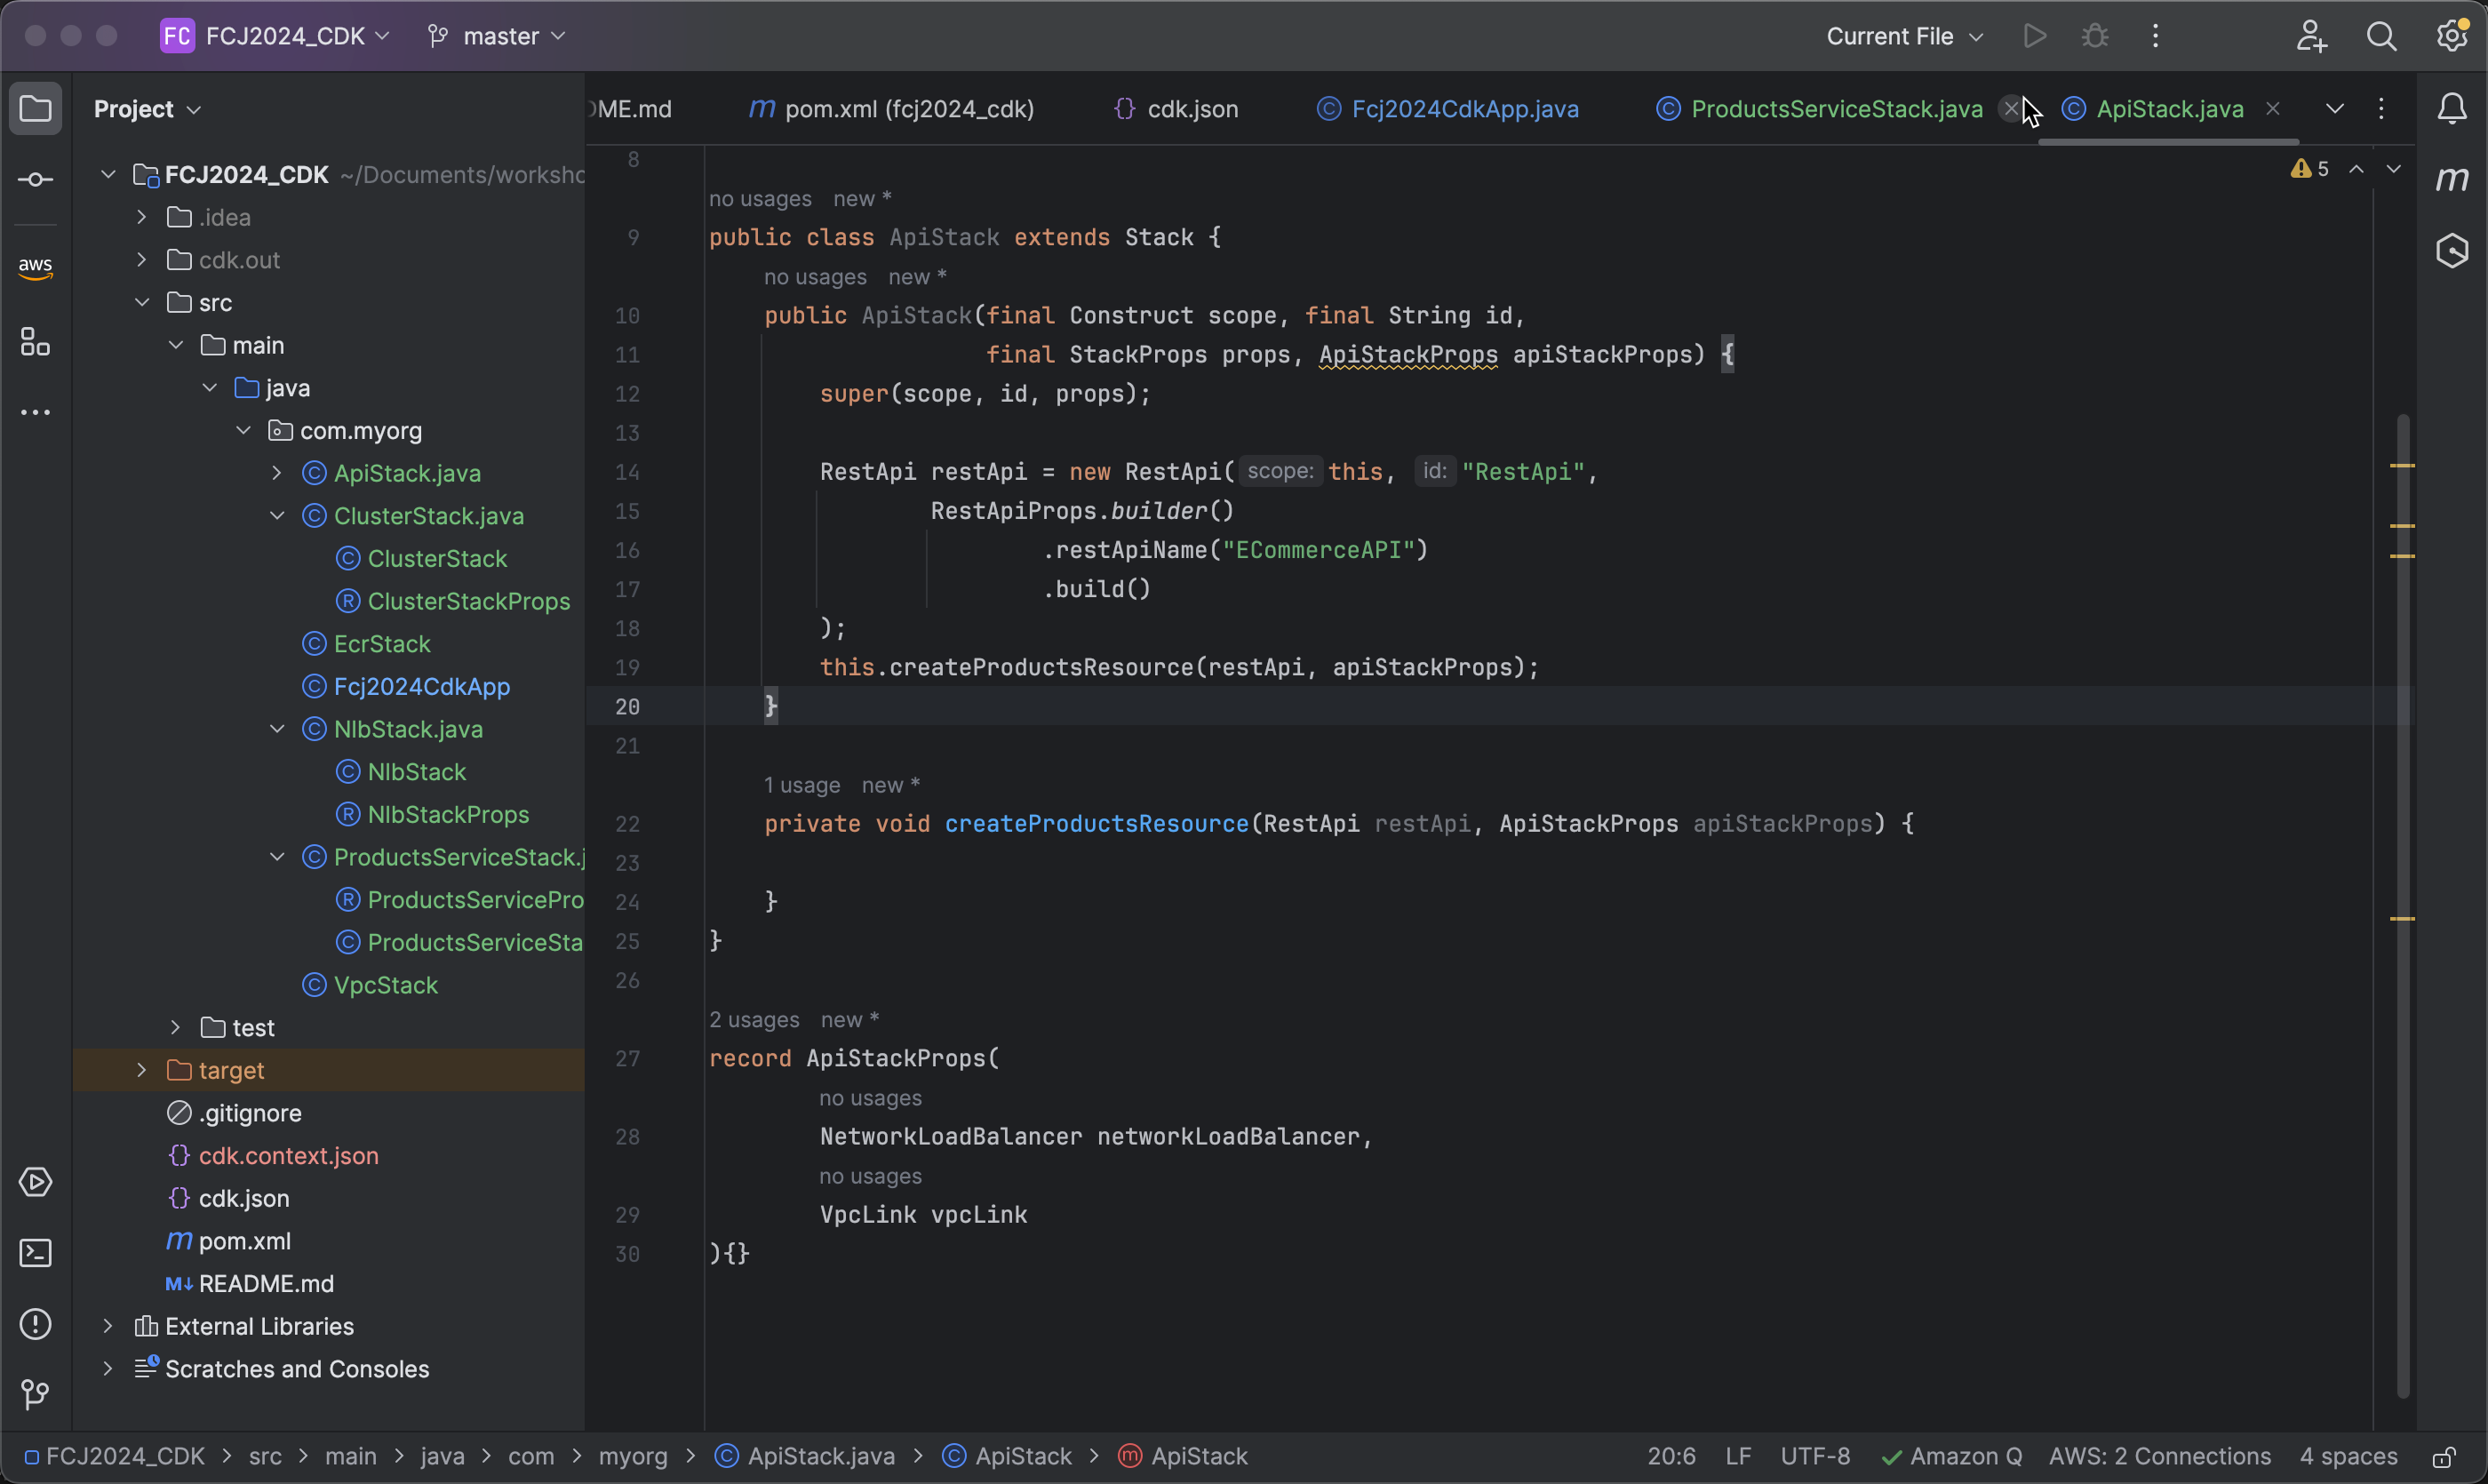 FC FCJ2024_CDK master Current File
Project
FCJ2024_CDK ~/Documents/worksho
.idea
cdk.out
src
main
java
com.myorg
ApiStack.java
ClusterStack.java
ClusterStack
ClusterStackProps
EcrStack
Fcj2024CdkApp
NlbStack.java
NlbStack
NlbStackProps
ProductsServiceStack.j
ProductsServicePro
ProductsServiceSta
VpcStack
test
target
.gitignore
cdk.context.json
cdk.json
pom.xml
README.md
External Libraries
Scratches and Consoles
aws
ME.md pom.xml (fcj2024_cdk) cdk.json Fcj2024CdkApp.java ProductsServiceStack.java ApiStack.java
5
8
no usages new *
9 public class ApiStack extends Stack {
no usages new *
10 public ApiStack(final Construct scope, final String id,
11 final StackProps props, ApiStackProps apiStackProps) {
12 super(scope, id, props);
13
14 RestApi restApi = new RestApi( scope: this, id: "RestApi",
15 RestApiProps.builder()
16 .restApiName("ECommerceAPI")
17 .build()
18 );
19 this.createProductsResource(restApi, apiStackProps);
20 }
21
1 usage new *
22 private void createProductsResource(RestApi restApi, ApiStackProps apiStackProps) {
23
24 }
25 }
26
2 usages new *
27 record ApiStackProps(
no usages
28 NetworkLoadBalancer networkLoadBalancer,
no usages
29 VpcLink vpcLink
30 ){}
FCJ2024_CDK > src > main > java > com > myorg > ApiStack.java > ApiStack > ApiStack 20:6 LF UTF-8 Amazon Q AWS: 2 Connections 4 spaces